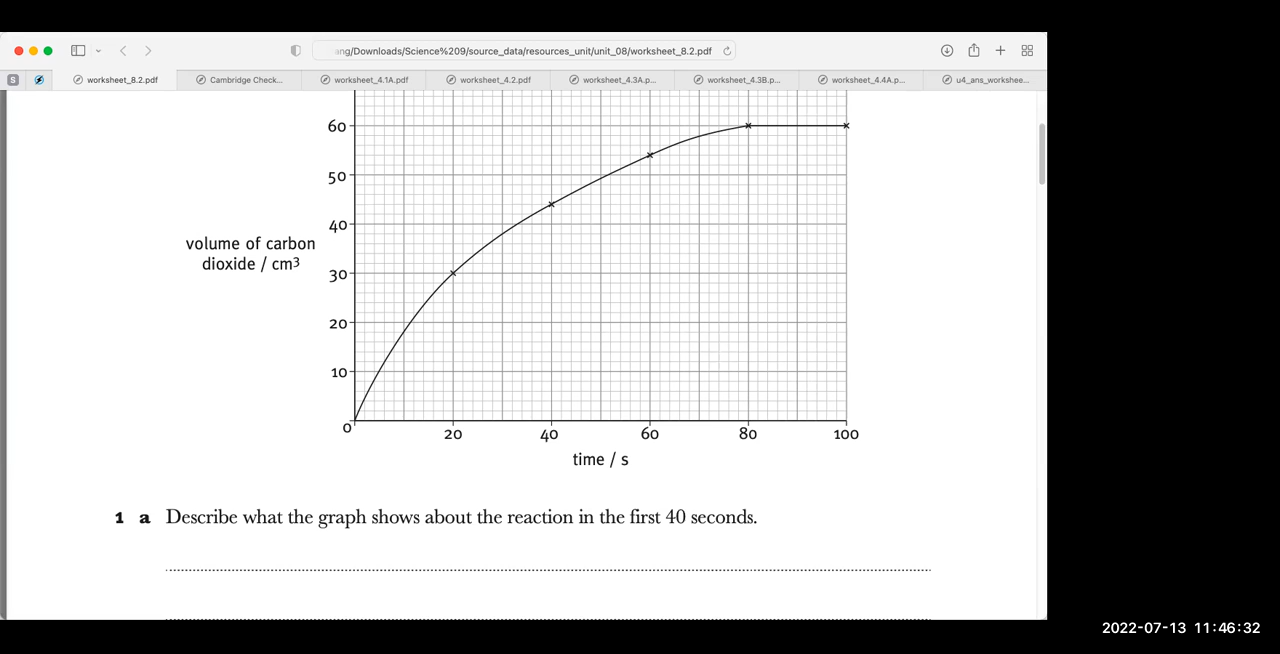 ang/Downloads/Science%209/source_data/resources_unit/unit_08/worksheet_8.2.pdf
S
worksheet_8.2.pdf
Cambridge Check...
worksheet_4.1A.pdf
worksheet_4.2.pdf
worksheet_4.3A.p...
worksheet_4.3B.p...
worksheet_4.4A.p...
u4_ans_workshee...
60
50
40
30
20
10
0
volume of carbon
dioxide / cm³
20 40 60 80 100
time / s
1 a Describe what the graph shows about the reaction in the first 40 seconds.
2022-07-13 11:46:32